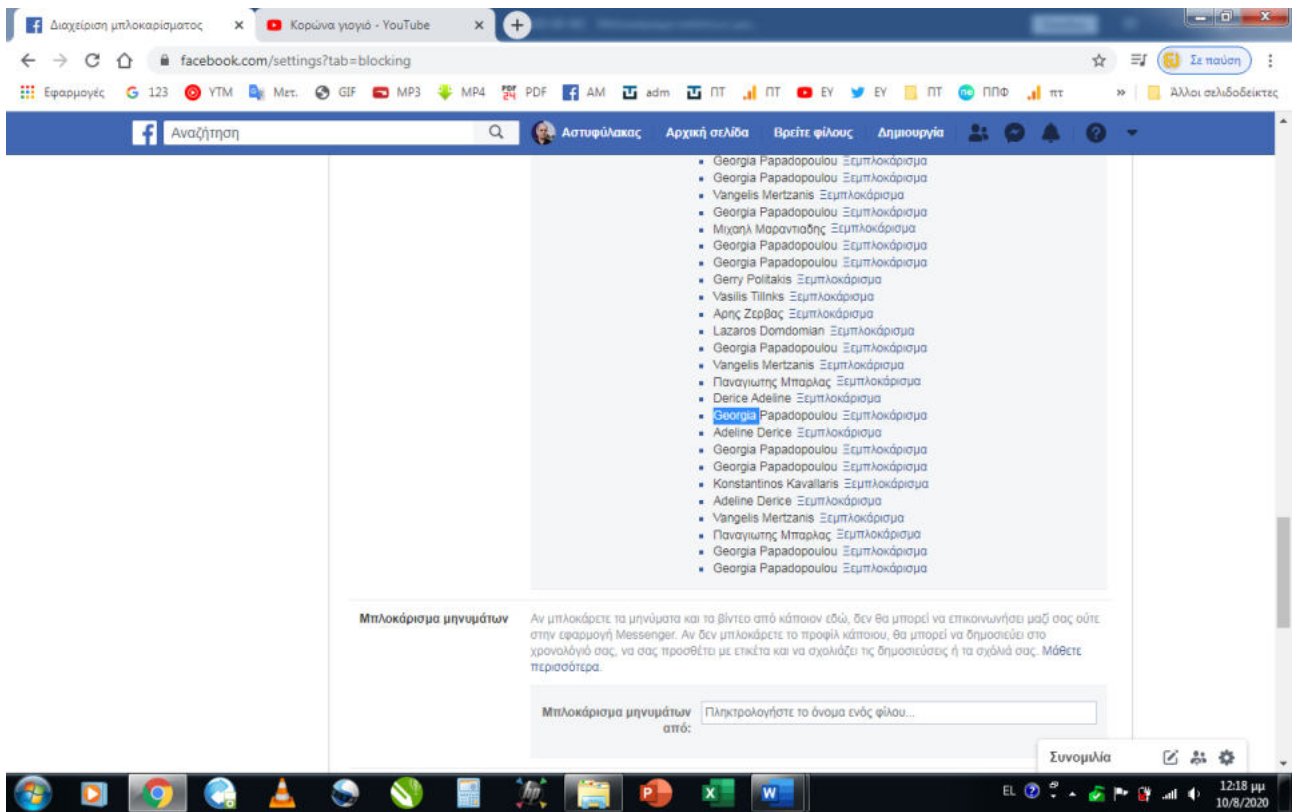 Διαχείριση μπλοκαρίσματος
Κορώνα γιογιό - YouTube
facebook.com/settings?tab=blocking
Σε παύση
Εφαρμογές 123 YTM Μετ. GIF MP3 MP4 PDF AM adm ΠΤ ΠΤ ΕΥ ΕΥ ΠΤ ΠΠΦ πτ » Άλλοι σελιδοδείκτες
Αναζήτηση
Αστυφύλακας Αρχική σελίδα Βρείτε φίλους Δημιουργία
Georgia Papadopoulou Ξεμπλοκάρισμα
Georgia Papadopoulou Ξεμπλοκάρισμα
Vangelis Mertzanis Ξεμπλοκάρισμα
Georgia Papadopoulou Ξεμπλοκάρισμα
Μιχαηλ Μαραντιαδης Ξεμπλοκάρισμα
Georgia Papadopoulou Ξεμπλοκάρισμα
Georgia Papadopoulou Ξεμπλοκάρισμα
Gerry Politakis Ξεμπλοκάρισμα
Vasilis Tillnks Ξεμπλοκάρισμα
Αρης Ζερβας Ξεμπλοκάρισμα
Lazaros Domdomian Ξεμπλοκάρισμα
Georgia Papadopoulou Ξεμπλοκάρισμα
Vangelis Mertzanis Ξεμπλοκάρισμα
Παναγιωτης Μπαρλας Ξεμπλοκάρισμα
Derice Adeline Ξεμπλοκάρισμα
Georgia Papadopoulou Ξεμπλοκάρισμα
Adeline Derice Ξεμπλοκάρισμα
Georgia Papadopoulou Ξεμπλοκάρισμα
Georgia Papadopoulou Ξεμπλοκάρισμα
Konstantinos Kavallaris Ξεμπλοκάρισμα
Adeline Derice Ξεμπλοκάρισμα
Vangelis Mertzanis Ξεμπλοκάρισμα
Παναγιωτης Μπαρλας Ξεμπλοκάρισμα
Georgia Papadopoulou Ξεμπλοκάρισμα
Georgia Papadopoulou Ξεμπλοκάρισμα
Μπλοκάρισμα μηνυμάτων
Αν μπλοκάρετε τα μηνύματα και τα βίντεο από κάποιον εδώ, δεν θα μπορεί να επικοινωνήσει μαζί σας ούτε
στην εφαρμογή Messenger. Αν δεν μπλοκάρετε το προφίλ κάποιου, θα μπορεί να δημοσιεύει στο
χρονολόγιό σας, να σας προσθέτει με ετικέτα και να σχολιάζει τις δημοσιεύσεις ή τα σχόλιά σας. Μάθετε
περισσότερα.
Μπλοκάρισμα μηνυμάτων
από:
Πληκτρολογήστε το όνομα ενός φίλου...
Συνομιλία
EL
12:18 μμ
10/8/2020